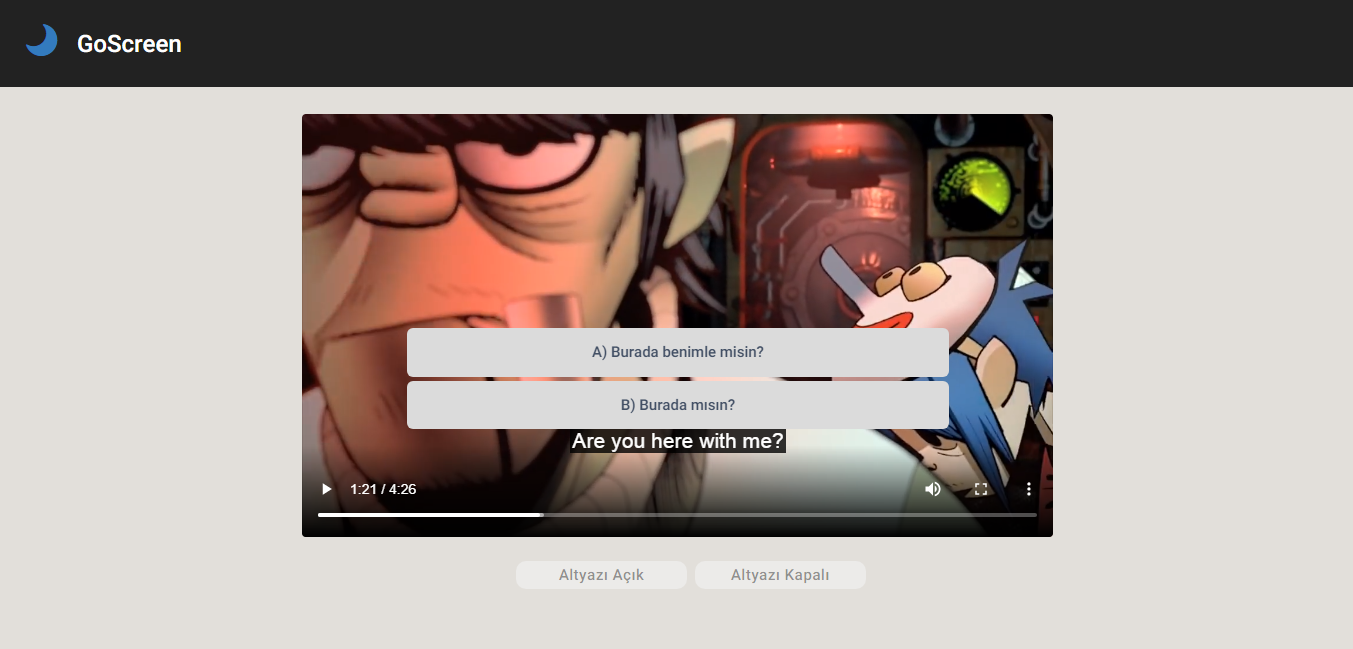 GoScreen
A) Burada benimle misin?
B) Burada mısın?
Are you here with me?
1:21 / 4:26
Altyazı Açık
Altyazı Kapalı